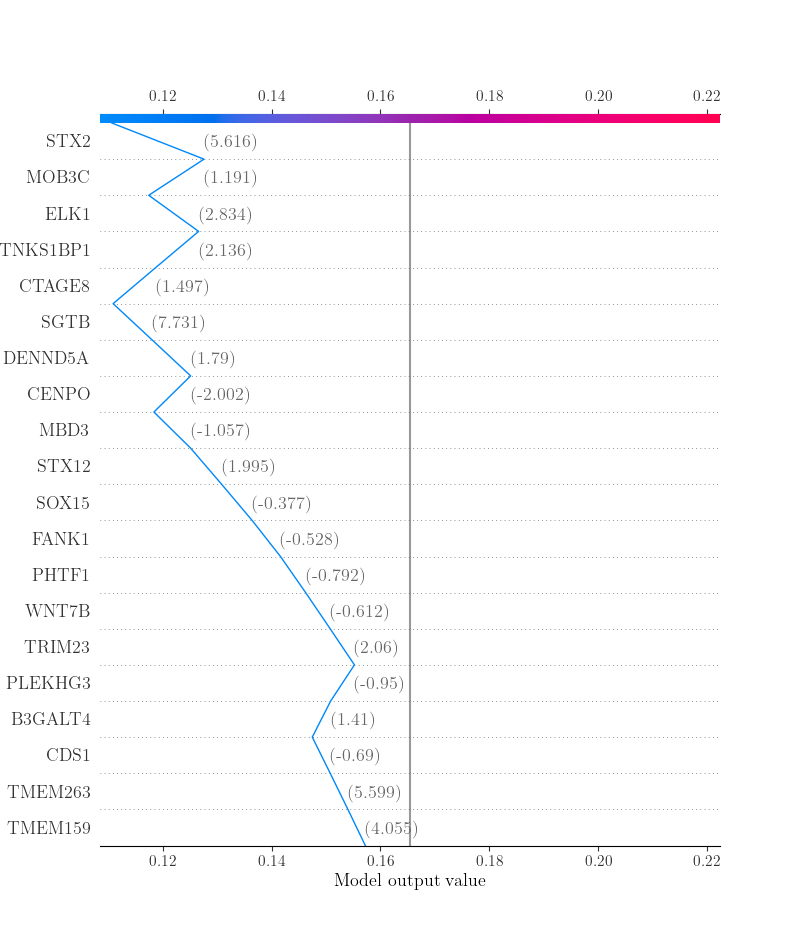 0.12 0.14 0.16 0.18 0.20 0.22
STX2 (5.616)
MOB3C (1.191)
ELK1 (2.834)
TNKS1BP1 (2.136)
CTAGE8 (1.497)
SGTB (7.731)
DENND5A (1.79)
CENPO (-2.002)
MBD3 (-1.057)
STX12 (1.995)
SOX15 (-0.377)
FANK1 (-0.528)
PHTF1 (-0.792)
WNT7B (-0.612)
TRIM23 (2.06)
PLEKHG3 (-0.95)
B3GALT4 (1.41)
CDS1 (-0.69)
TMEM263 (5.599)
TMEM159 (4.055)
0.12 0.14 0.16 0.18 0.20 0.22
Model output value